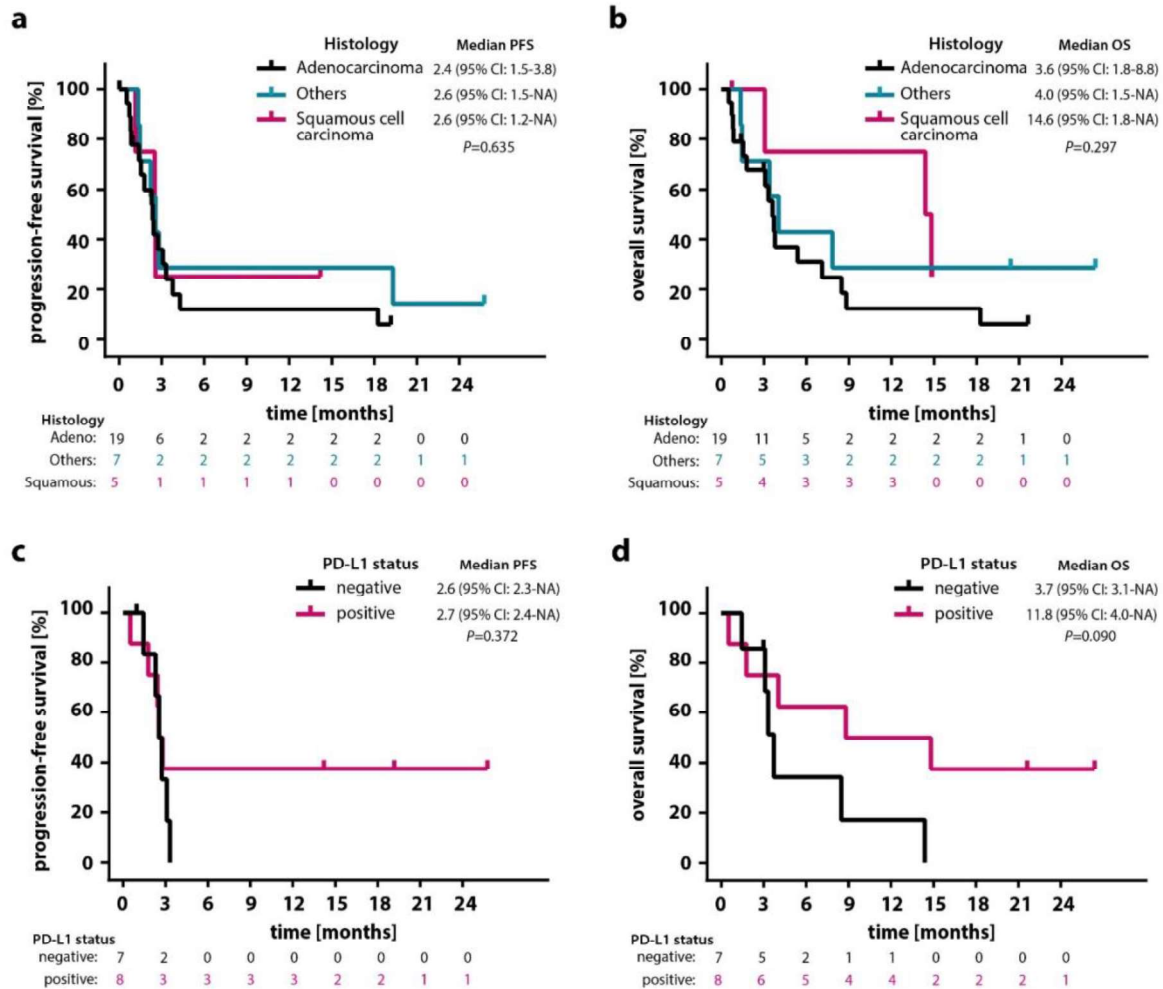 a
Histology Median PFS
Adenocarcinoma 2.4 (95% CI: 1.5-3.8)
Others 2.6 (95% CI: 1.5-NA)
Squamous cell carcinoma 2.6 (95% CI: 1.2-NA)
P=0.635
progression-free survival [%]
100
80
60
40
20
0
0 3 6 9 12 15 18 21 24
time [months]
Histology
Adeno: 19 6 2 2 2 2 2 0 0
Others: 7 2 2 2 2 2 2 1 1
Squamous: 5 1 1 1 1 0 0 0 0
b
Histology Median OS
Adenocarcinoma 3.6 (95% CI: 1.8-8.8)
Others 4.0 (95% CI: 1.5-NA)
Squamous cell carcinoma 14.6 (95% CI: 1.8-NA)
P=0.297
overall survival [%]
100
80
60
40
20
0
0 3 6 9 12 15 18 21 24
time [months]
Histology
Adeno: 19 11 5 2 2 2 2 1 0
Others: 7 5 3 2 2 2 2 1 1
Squamous: 5 4 3 3 3 0 0 0 0
c
PD-L1 status Median PFS
negative 2.6 (95% CI: 2.3-NA)
positive 2.7 (95% CI: 2.4-NA)
P=0.372
progression-free survival [%]
100
80
60
40
20
0
0 3 6 9 12 15 18 21 24
time [months]
PD-L1 status
negative: 7 2 0 0 0 0 0 0 0
positive: 8 3 3 3 3 2 2 1 1
d
PD-L1 status Median OS
negative 3.7 (95% CI: 3.1-NA)
positive 11.8 (95% CI: 4.0-NA)
P=0.090
overall survival [%]
100
80
60
40
20
0
0 3 6 9 12 15 18 21 24
time [months]
PD-L1 status
negative: 7 5 2 1 1 0 0 0 0
positive: 8 6 5 4 4 2 2 2 1